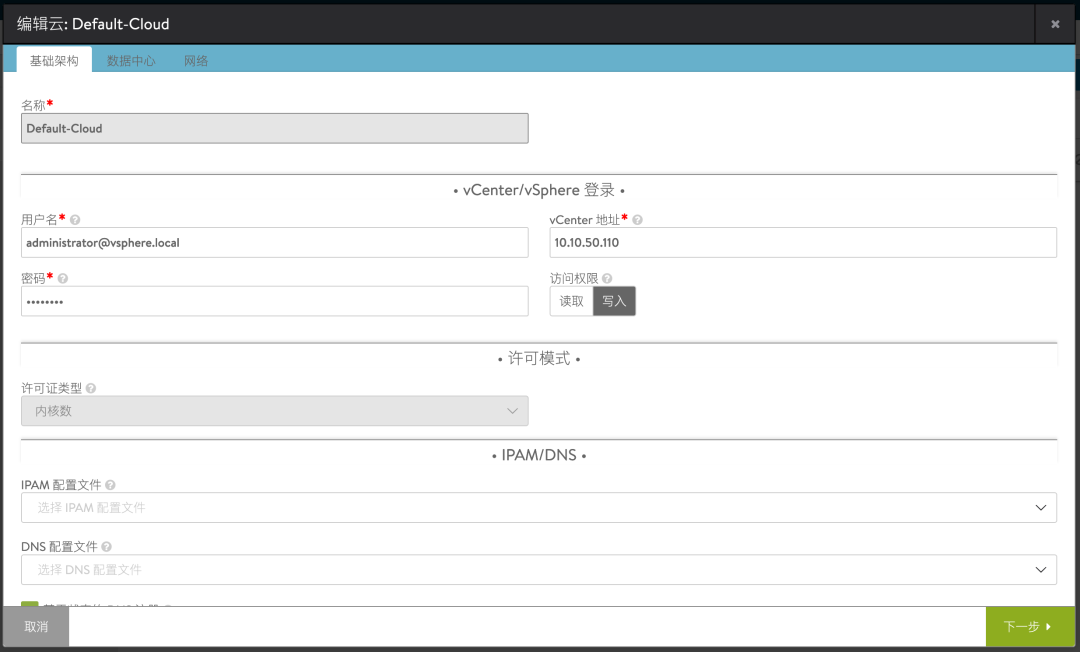 编辑云: Default-Cloud
基础架构 数据中心 网络
名称*
Default-Cloud
• vCenter/vSphere 登录 •
用户名* vCenter 地址*
administrator@vsphere.local 10.10.50.110
密码* 访问权限
•••••••• 读取 写入
• 许可模式 •
许可证类型
内核数
• IPAM/DNS •
IPAM 配置文件
选择 IPAM 配置文件
DNS 配置文件
选择 DNS 配置文件
取消 下一步